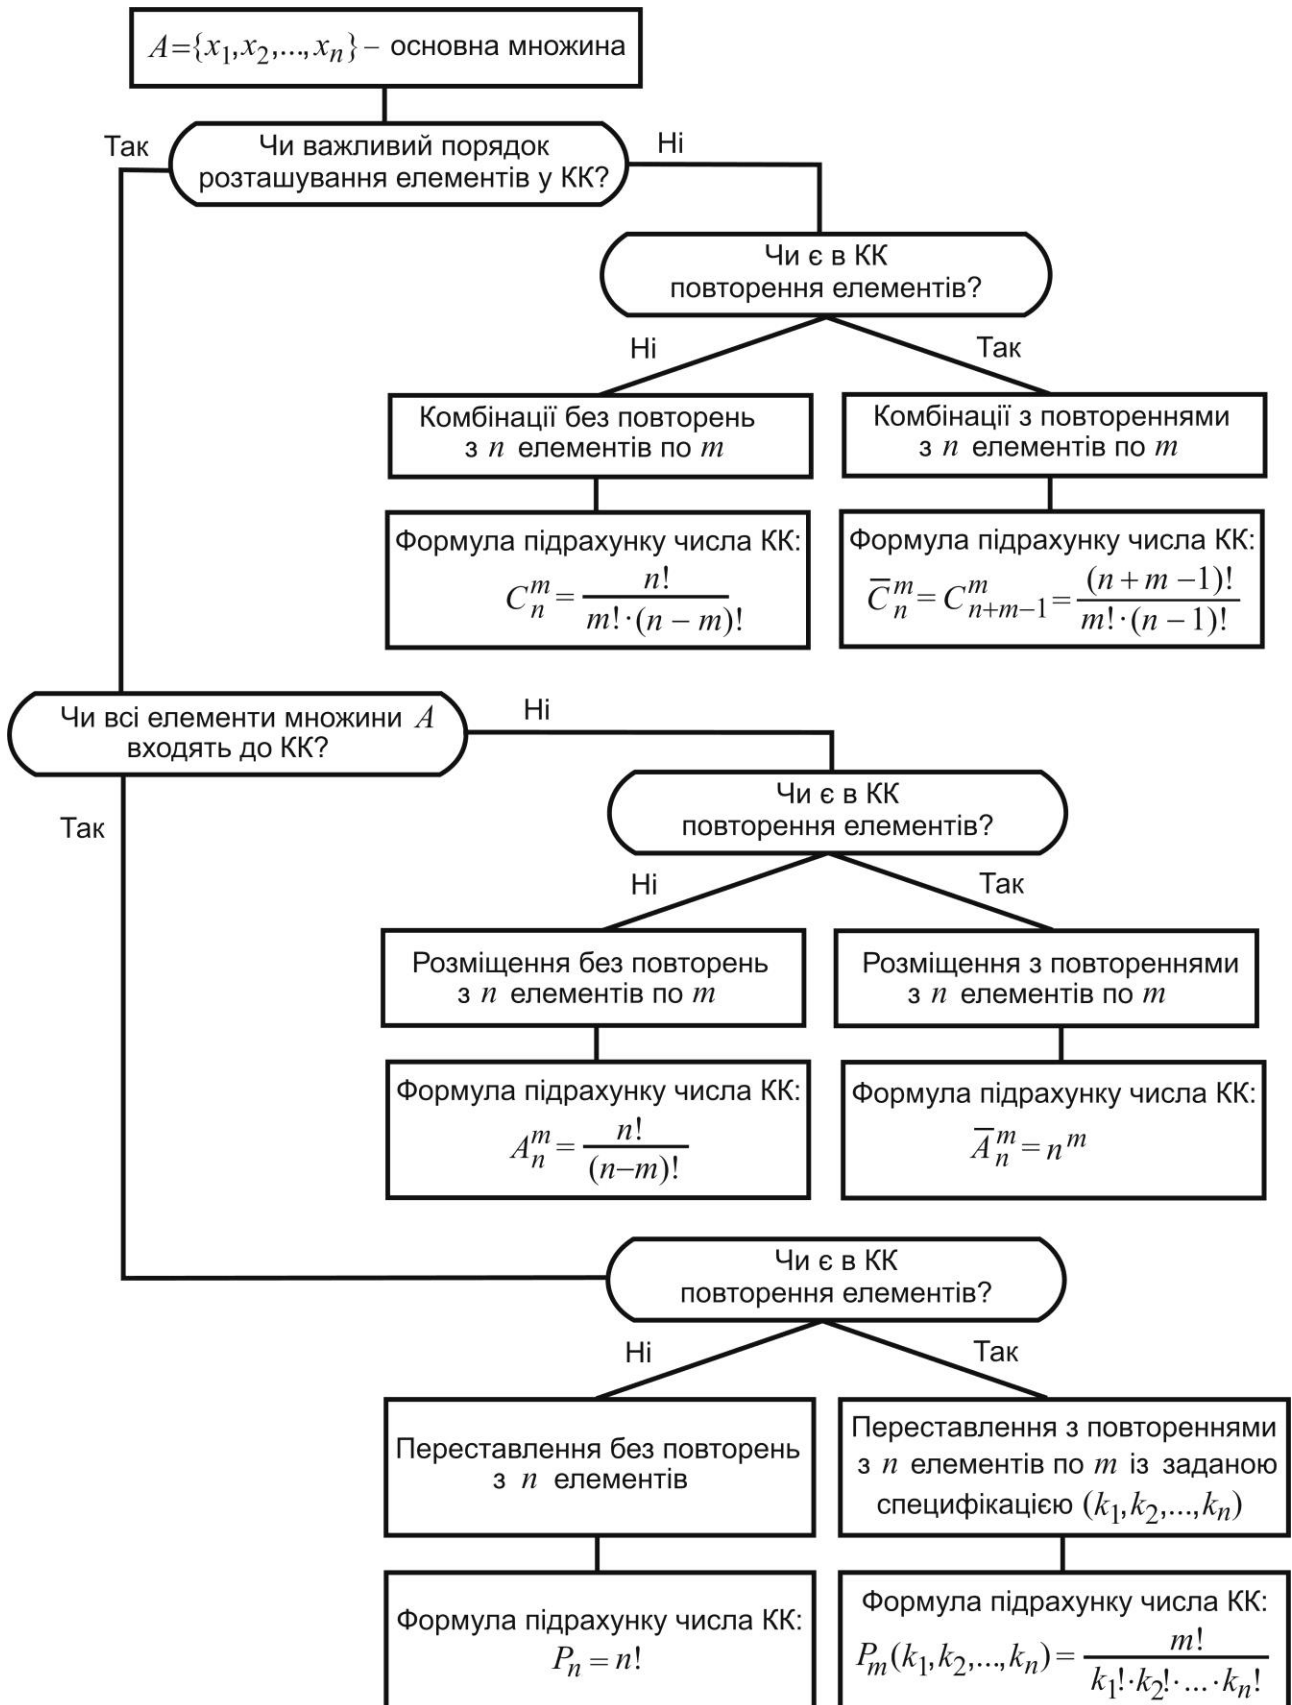 A={x₁,x₂,...,xₙ} – основна множина
Так
Чи важливий порядок
розташування елементів у КК?
Ні
Чи є в КК
повторення елементів?
Ні
Так
Комбінації без повторень
з n елементів по m
Комбінації з повтореннями
з n елементів по m
Формула підрахунку числа КК:
C_n^m = n! / (m!·(n – m)!)
Формула підрахунку числа КК:
C̅_n^m = C_{n+m–1}^m = (n + m –1)! / (m!·(n – 1)!)
Чи всі елементи множини A
входять до КК?
Ні
Так
Чи є в КК
повторення елементів?
Ні
Так
Розміщення без повторень
з n елементів по m
Розміщення з повтореннями
з n елементів по m
Формула підрахунку числа КК:
A_n^m = n! / (n–m)!
Формула підрахунку числа КК:
A̅_n^m = n^m
Чи є в КК
повторення елементів?
Ні
Так
Переставлення без повторень
з n елементів
Переставлення з повтореннями
з n елементів по m із заданою
специфікацією (k₁,k₂,...,kₙ)
Формула підрахунку числа КК:
Pₙ = n!
Формула підрахунку числа КК:
Pₘ(k₁,k₂,...,kₙ) = m! / (k₁!·k₂!·...·kₙ!)